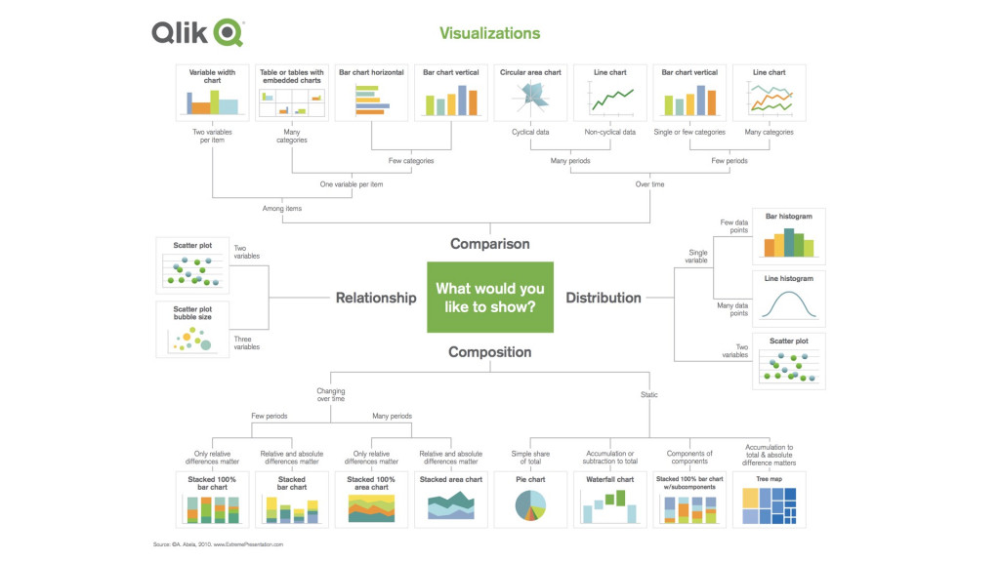 Qlik
Visualizations
Variable width
chart
Table or tables with
embedded charts
Bar chart horizontal
Bar chart vertical
Circular area chart
Line chart
Bar chart vertical
Line chart
Two variables
per item
Many
categories
Cyclical data
Non-cyclical data
Single or few categories
Many categories
Few categories
Many periods
Few periods
One variable per item
Over time
Among items
Comparison
Scatter plot
Two
variables
Scatter plot
bubble size
Three
variables
Relationship
What would you
like to show?
Distribution
Single
variable
Few data
points
Bar histogram
Many data
points
Line histogram
Two
variables
Scatter plot
Composition
Changing
over time
Static
Few periods
Many periods
Only relative
differences matter
Relative and absolute
differences matter
Only relative
differences matter
Relative and absolute
differences matter
Simple share
of total
Accumulation or
subtraction to total
Components of
components
Accumulation to
total & absolute
difference matters
Stacked 100%
bar chart
Stacked
bar chart
Stacked 100%
area chart
Stacked area chart
Pie chart
Waterfall chart
Stacked 100% bar chart
w/subcomponents
Tree map
Source: ©A. Abela, 2010. www.ExtremePresentation.com